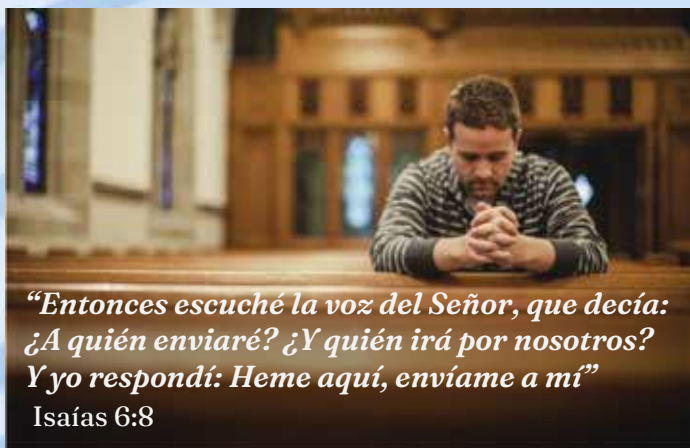 “Entonces escuché la voz del Señor, que decía:
¿A quién enviaré? ¿Y quién irá por nosotros?
Y yo respondí: Heme aquí, envíame a mí”
Isaías 6:8